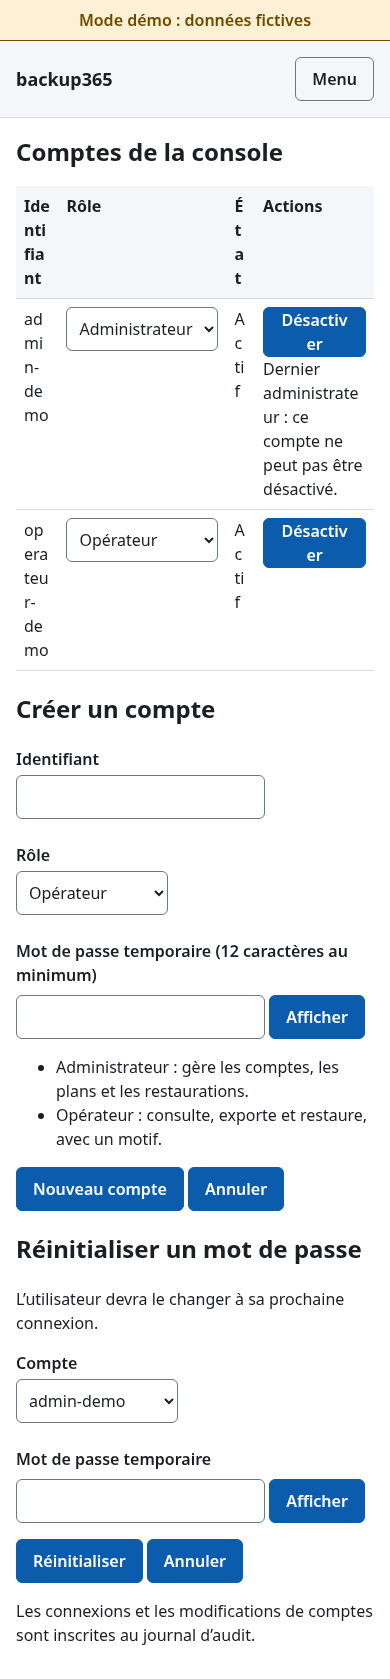 Mode démo : données fictives
backup365
Menu
Comptes de la console
Ide
nti
fia
nt
Rôle
É
t
a
t
Actions
ad
mi
n-
de
mo
Administrateur
A
c
ti
f
Désactiv
er
Dernier
administrate
ur : ce
compte ne
peut pas être
désactivé.
op
era
teu
r-
de
mo
Opérateur
A
c
ti
f
Désactiv
er
Créer un compte
Identifiant
Rôle
Opérateur
Mot de passe temporaire (12 caractères au
minimum)
Afficher
• Administrateur : gère les comptes, les
plans et les restaurations.
• Opérateur : consulte, exporte et restaure,
avec un motif.
Nouveau compte
Annuler
Réinitialiser un mot de passe
L’utilisateur devra le changer à sa prochaine
connexion.
Compte
admin-demo
Mot de passe temporaire
Afficher
Réinitialiser
Annuler
Les connexions et les modifications de comptes
sont inscrites au journal d’audit.